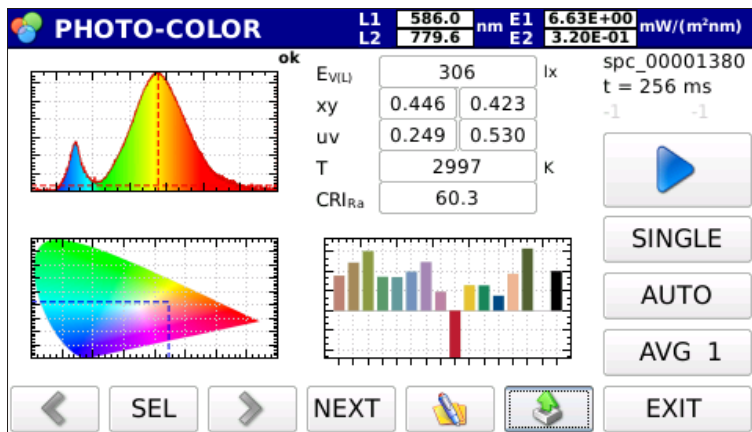 PHOTO-COLOR
L1 586.0 nm E1 6.63E+00 mW/(m²nm)
L2 779.6 E2 3.20E-01
ok
EV(L) 306 lx
xy 0.446 0.423
uv 0.249 0.530
T 2997 K
CRIRa 60.3
spc_00001380
t = 256 ms
-1 -1
SINGLE
AUTO
AVG 1
SEL
NEXT
EXIT